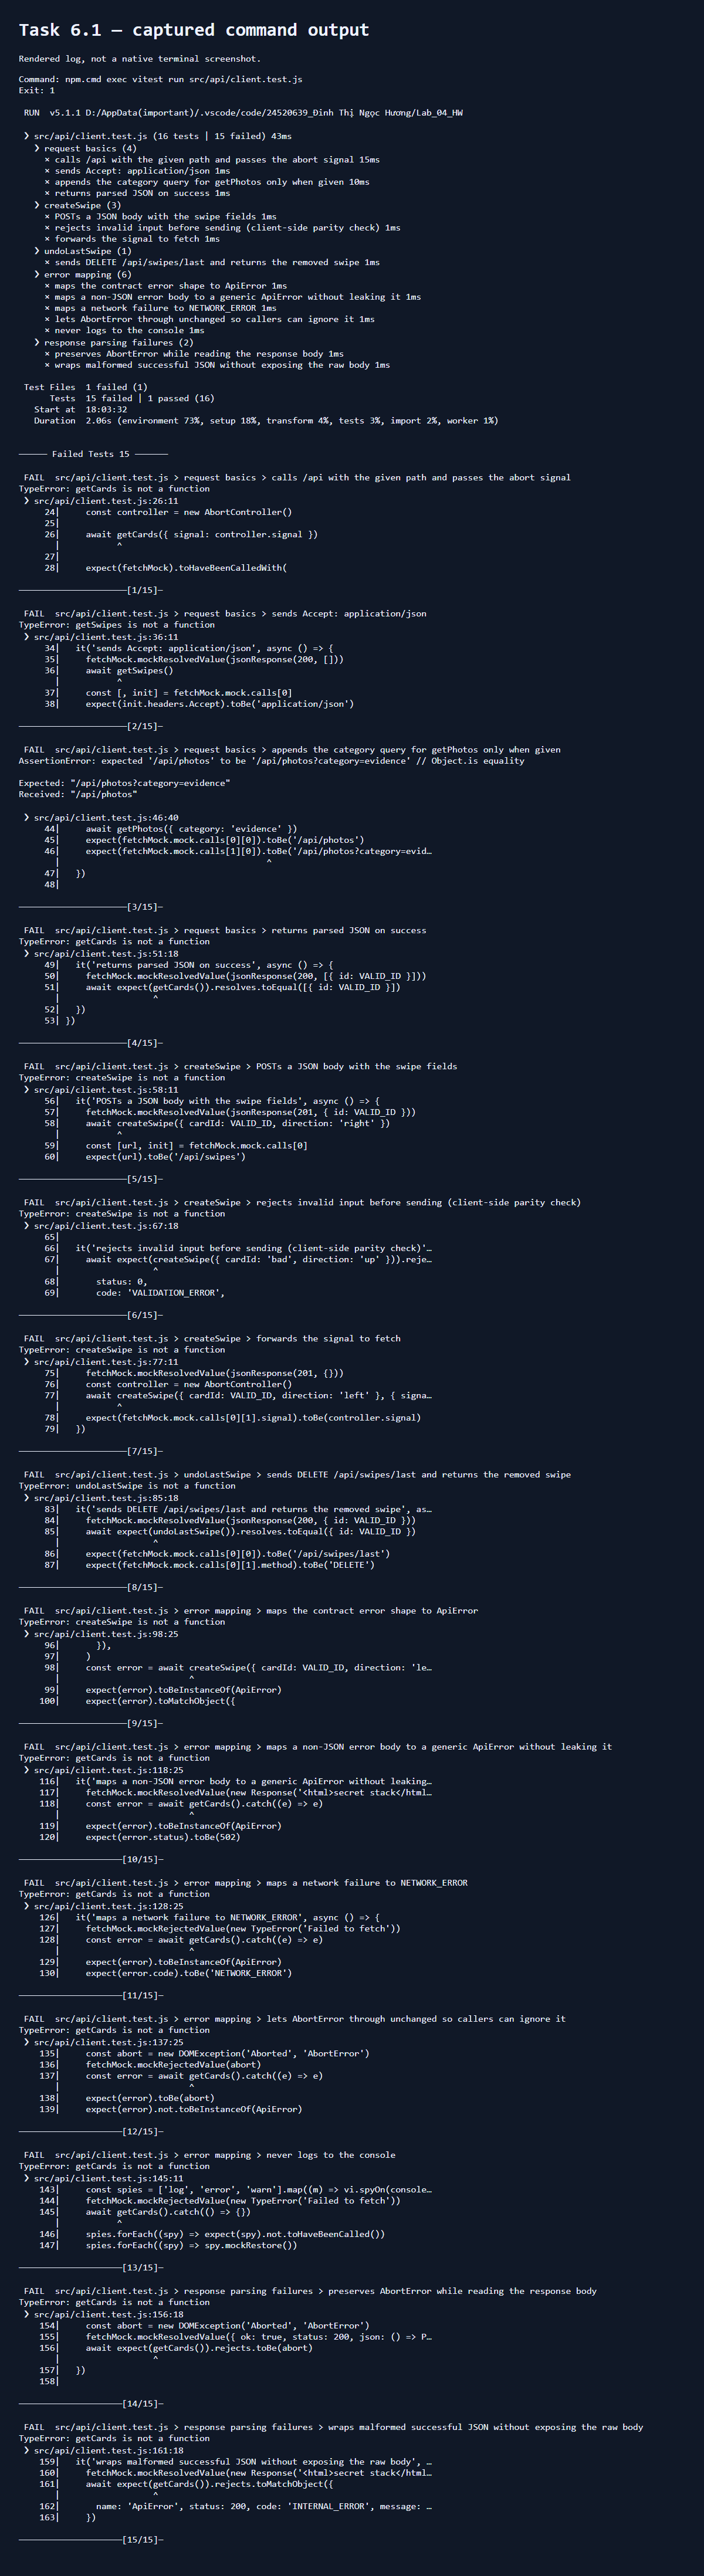 Task 6.1 — captured command output
Rendered log, not a native terminal screenshot.
Command: npm.cmd exec vitest run src/api/client.test.js
Exit: 1
RUN  v5.1.1 D:/AppData(important)/.vscode/code/24520639_Đinh Thị Ngọc Hương/Lab_04_HW
❯ src/api/client.test.js (16 tests | 15 failed) 43ms
❯ request basics (4)
× calls /api with the given path and passes the abort signal 15ms
× sends Accept: application/json 1ms
× appends the category query for getPhotos only when given 10ms
× returns parsed JSON on success 1ms
❯ createSwipe (3)
× POSTs a JSON body with the swipe fields 1ms
× rejects invalid input before sending (client-side parity check) 1ms
× forwards the signal to fetch 1ms
❯ undoLastSwipe (1)
× sends DELETE /api/swipes/last and returns the removed swipe 1ms
❯ error mapping (6)
× maps the contract error shape to ApiError 1ms
× maps a non-JSON error body to a generic ApiError without leaking it 1ms
× maps a network failure to NETWORK_ERROR 1ms
× lets AbortError through unchanged so callers can ignore it 1ms
× never logs to the console 1ms
❯ response parsing failures (2)
× preserves AbortError while reading the response body 1ms
× wraps malformed successful JSON without exposing the raw body 1ms
Test Files  1 failed (1)
Tests  15 failed | 1 passed (16)
Start at  18:03:32
Duration  2.06s (environment 73%, setup 18%, transform 4%, tests 3%, import 2%, worker 1%)
────── Failed Tests 15 ───────
FAIL  src/api/client.test.js > request basics > calls /api with the given path and passes the abort signal
TypeError: getCards is not a function
❯ src/api/client.test.js:26:11
24|     const controller = new AbortController()
25|
26|     await getCards({ signal: controller.signal })
|           ^
27|
28|     expect(fetchMock).toHaveBeenCalledWith(
─────────────────────[1/15]─
FAIL  src/api/client.test.js > request basics > sends Accept: application/json
TypeError: getSwipes is not a function
❯ src/api/client.test.js:36:11
34|   it('sends Accept: application/json', async () => {
35|     fetchMock.mockResolvedValue(jsonResponse(200, []))
36|     await getSwipes()
|           ^
37|     const [, init] = fetchMock.mock.calls[0]
38|     expect(init.headers.Accept).toBe('application/json')
─────────────────────[2/15]─
FAIL  src/api/client.test.js > request basics > appends the category query for getPhotos only when given
AssertionError: expected '/api/photos' to be '/api/photos?category=evidence' // Object.is equality
Expected: "/api/photos?category=evidence"
Received: "/api/photos"
❯ src/api/client.test.js:46:40
44|     await getPhotos({ category: 'evidence' })
45|     expect(fetchMock.mock.calls[0][0]).toBe('/api/photos')
46|     expect(fetchMock.mock.calls[1][0]).toBe('/api/photos?category=evid…
|                                        ^
47|   })
48|
─────────────────────[3/15]─
FAIL  src/api/client.test.js > request basics > returns parsed JSON on success
TypeError: getCards is not a function
❯ src/api/client.test.js:51:18
49|   it('returns parsed JSON on success', async () => {
50|     fetchMock.mockResolvedValue(jsonResponse(200, [{ id: VALID_ID }]))
51|     await expect(getCards()).resolves.toEqual([{ id: VALID_ID }])
|                  ^
52|   })
53| })
─────────────────────[4/15]─
FAIL  src/api/client.test.js > createSwipe > POSTs a JSON body with the swipe fields
TypeError: createSwipe is not a function
❯ src/api/client.test.js:58:11
56|   it('POSTs a JSON body with the swipe fields', async () => {
57|     fetchMock.mockResolvedValue(jsonResponse(201, { id: VALID_ID }))
58|     await createSwipe({ cardId: VALID_ID, direction: 'right' })
|           ^
59|     const [url, init] = fetchMock.mock.calls[0]
60|     expect(url).toBe('/api/swipes')
─────────────────────[5/15]─
FAIL  src/api/client.test.js > createSwipe > rejects invalid input before sending (client-side parity check)
TypeError: createSwipe is not a function
❯ src/api/client.test.js:67:18
65|
66|   it('rejects invalid input before sending (client-side parity check)'…
67|     await expect(createSwipe({ cardId: 'bad', direction: 'up' })).reje…
|                  ^
68|       status: 0,
69|       code: 'VALIDATION_ERROR',
─────────────────────[6/15]─
FAIL  src/api/client.test.js > createSwipe > forwards the signal to fetch
TypeError: createSwipe is not a function
❯ src/api/client.test.js:77:11
75|     fetchMock.mockResolvedValue(jsonResponse(201, {}))
76|     const controller = new AbortController()
77|     await createSwipe({ cardId: VALID_ID, direction: 'left' }, { signa…
|           ^
78|     expect(fetchMock.mock.calls[0][1].signal).toBe(controller.signal)
79|   })
─────────────────────[7/15]─
FAIL  src/api/client.test.js > undoLastSwipe > sends DELETE /api/swipes/last and returns the removed swipe
TypeError: undoLastSwipe is not a function
❯ src/api/client.test.js:85:18
83|   it('sends DELETE /api/swipes/last and returns the removed swipe', as…
84|     fetchMock.mockResolvedValue(jsonResponse(200, { id: VALID_ID }))
85|     await expect(undoLastSwipe()).resolves.toEqual({ id: VALID_ID })
|                  ^
86|     expect(fetchMock.mock.calls[0][0]).toBe('/api/swipes/last')
87|     expect(fetchMock.mock.calls[0][1].method).toBe('DELETE')
─────────────────────[8/15]─
FAIL  src/api/client.test.js > error mapping > maps the contract error shape to ApiError
TypeError: createSwipe is not a function
❯ src/api/client.test.js:98:25
96|       }),
97|     )
98|     const error = await createSwipe({ cardId: VALID_ID, direction: 'le…
|                         ^
99|     expect(error).toBeInstanceOf(ApiError)
100|     expect(error).toMatchObject({
─────────────────────[9/15]─
FAIL  src/api/client.test.js > error mapping > maps a non-JSON error body to a generic ApiError without leaking it
TypeError: getCards is not a function
❯ src/api/client.test.js:118:25
116|   it('maps a non-JSON error body to a generic ApiError without leaking…
117|     fetchMock.mockResolvedValue(new Response('<html>secret stack</html…
118|     const error = await getCards().catch((e) => e)
|                         ^
119|     expect(error).toBeInstanceOf(ApiError)
120|     expect(error.status).toBe(502)
────────────────────[10/15]─
FAIL  src/api/client.test.js > error mapping > maps a network failure to NETWORK_ERROR
TypeError: getCards is not a function
❯ src/api/client.test.js:128:25
126|   it('maps a network failure to NETWORK_ERROR', async () => {
127|     fetchMock.mockRejectedValue(new TypeError('Failed to fetch'))
128|     const error = await getCards().catch((e) => e)
|                         ^
129|     expect(error).toBeInstanceOf(ApiError)
130|     expect(error.code).toBe('NETWORK_ERROR')
────────────────────[11/15]─
FAIL  src/api/client.test.js > error mapping > lets AbortError through unchanged so callers can ignore it
TypeError: getCards is not a function
❯ src/api/client.test.js:137:25
135|     const abort = new DOMException('Aborted', 'AbortError')
136|     fetchMock.mockRejectedValue(abort)
137|     const error = await getCards().catch((e) => e)
|                         ^
138|     expect(error).toBe(abort)
139|     expect(error).not.toBeInstanceOf(ApiError)
────────────────────[12/15]─
FAIL  src/api/client.test.js > error mapping > never logs to the console
TypeError: getCards is not a function
❯ src/api/client.test.js:145:11
143|     const spies = ['log', 'error', 'warn'].map((m) => vi.spyOn(console…
144|     fetchMock.mockRejectedValue(new TypeError('Failed to fetch'))
145|     await getCards().catch(() => {})
|           ^
146|     spies.forEach((spy) => expect(spy).not.toHaveBeenCalled())
147|     spies.forEach((spy) => spy.mockRestore())
────────────────────[13/15]─
FAIL  src/api/client.test.js > response parsing failures > preserves AbortError while reading the response body
TypeError: getCards is not a function
❯ src/api/client.test.js:156:18
154|     const abort = new DOMException('Aborted', 'AbortError')
155|     fetchMock.mockResolvedValue({ ok: true, status: 200, json: () => P…
156|     await expect(getCards()).rejects.toBe(abort)
|                  ^
157|   })
158|
────────────────────[14/15]─
FAIL  src/api/client.test.js > response parsing failures > wraps malformed successful JSON without exposing the raw body
TypeError: getCards is not a function
❯ src/api/client.test.js:161:18
159|   it('wraps malformed successful JSON without exposing the raw body', …
160|     fetchMock.mockResolvedValue(new Response('<html>secret stack</html…
161|     await expect(getCards()).rejects.toMatchObject({
|                  ^
162|       name: 'ApiError', status: 200, code: 'INTERNAL_ERROR', message: …
163|     })
────────────────────[15/15]─